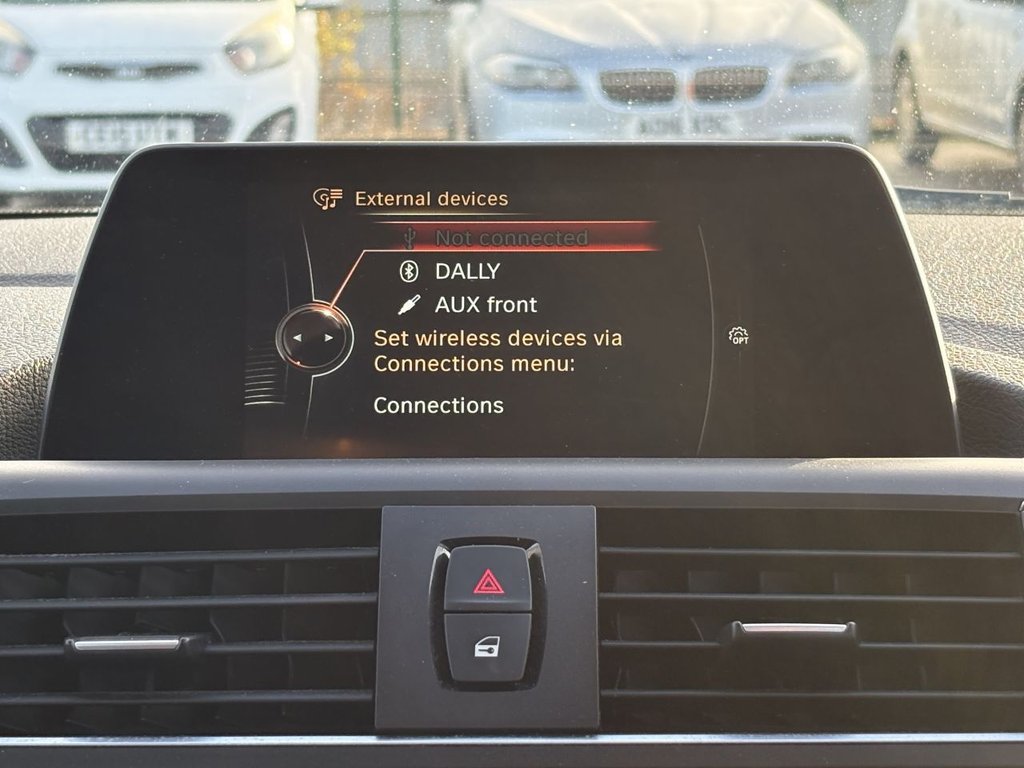 External devices
Not connected
DALLY
AUX front
Set wireless devices via
Connections menu:
Connections
OPT